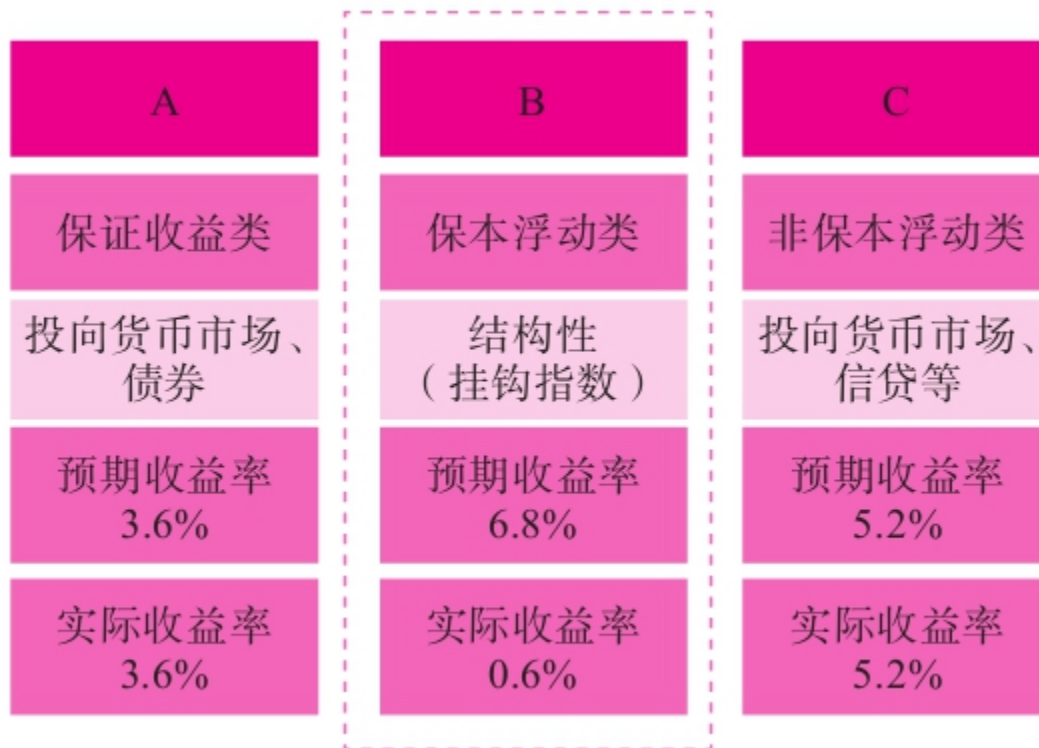 A
保证收益类
投向货币市场、
债券
预期收益率
3.6%
实际收益率
3.6%
B
保本浮动类
结构性
（挂钩指数）
预期收益率
6.8%
实际收益率
0.6%
C
非保本浮动类
投向货币市场、
信贷等
预期收益率
5.2%
实际收益率
5.2%